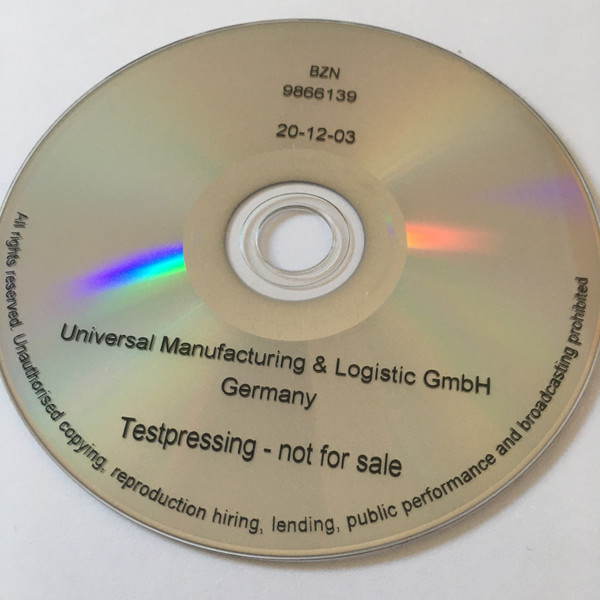 BZN
9866139
20-12-03
Universal Manufacturing & Logistic GmbH
Germany
Testpressing - not for sale
All rights reserved. Unauthorised copying, reproduction hiring, lending, public performance and broadcasting prohibited